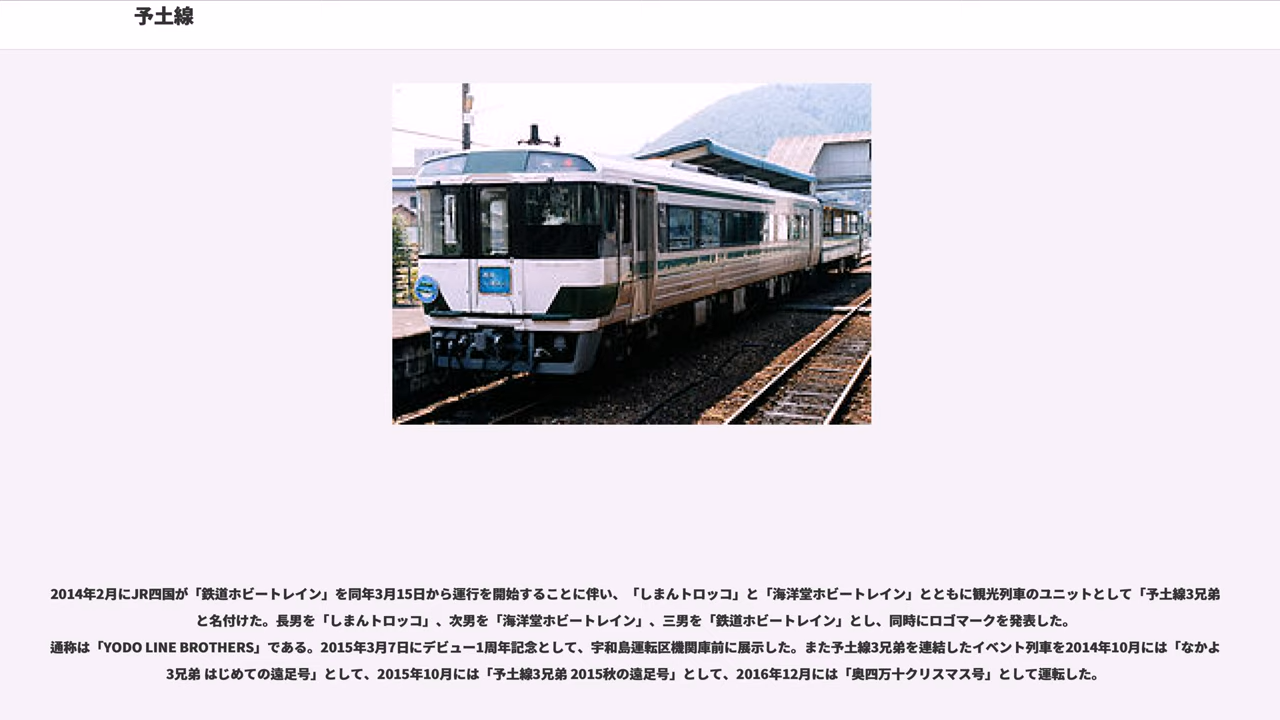 予土線
2014年2月にJR四国が「鉄道ホビートレイン」を同年3月15日から運行を開始することに伴い、「しまんトロッコ」と「海洋堂ホビートレイン」とともに観光列車のユニットとして「予土線3兄弟
と名付けた。長男を「しまんトロッコ」、次男を「海洋堂ホビートレイン」、三男を「鉄道ホビートレイン」とし、同時にロゴマークを発表した。
通称は「YODO LINE BROTHERS」である。2015年3月7日にデビュー1周年記念として、宇和島運転区機関庫前に展示した。また予土線3兄弟を連結したイベント列車を2014年10月には「なかよ
3兄弟 はじめての遠足号」として、2015年10月には「予土線3兄弟 2015秋の遠足号」として、2016年12月には「奥四万十クリスマス号」として運転した。